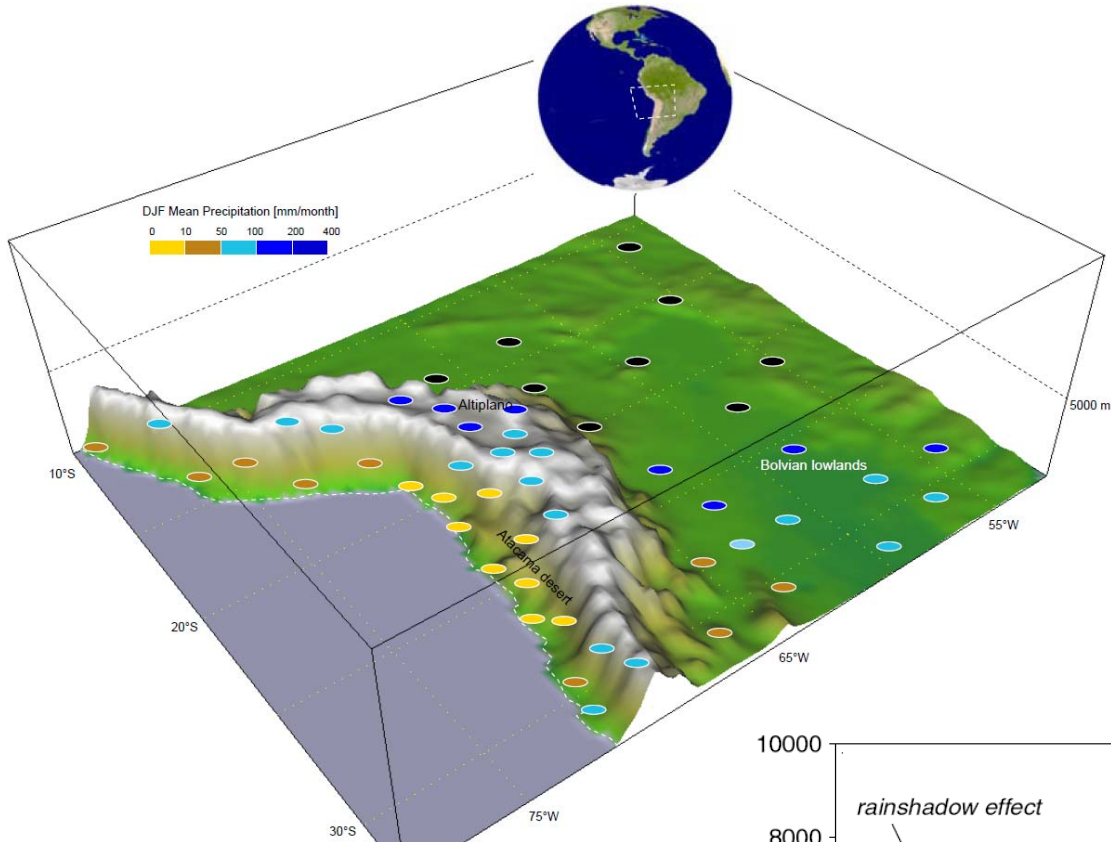 DJF Mean Precipitation [mm/month]
0 10 50 100 200 400
Altiplano
5000 m
Bolvian lowlands
10°S
55°W
Atacama desert
20°S
65°W
75°W
30°S
10000
rainshadow effect
8000